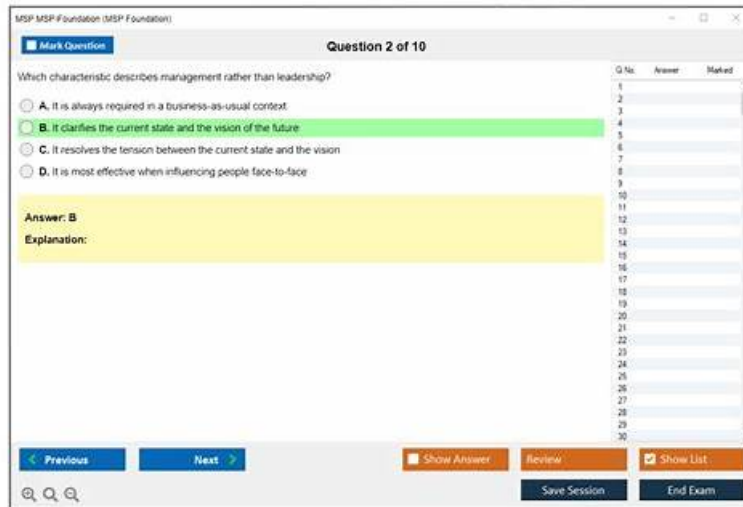 MSP MSP-Foundation (MSP Foundation)
Mark Question
Question 2 of 10
Which characteristic describes management rather than leadership?
A. It is always required in a business-as-usual context
B. It clarifies the current state and the vision of the future
C. It resolves the tension between the current state and the vision
D. It is most effective when influencing people face-to-face
Answer: B
Explanation:
Q No. Answer Marked
1
2
3
4
5
6
7
8
9
10
11
12
13
14
15
16
17
18
19
20
21
22
23
24
25
26
27
28
29
30
Previous Next Show Answer Review Show List
Save Session End Exam